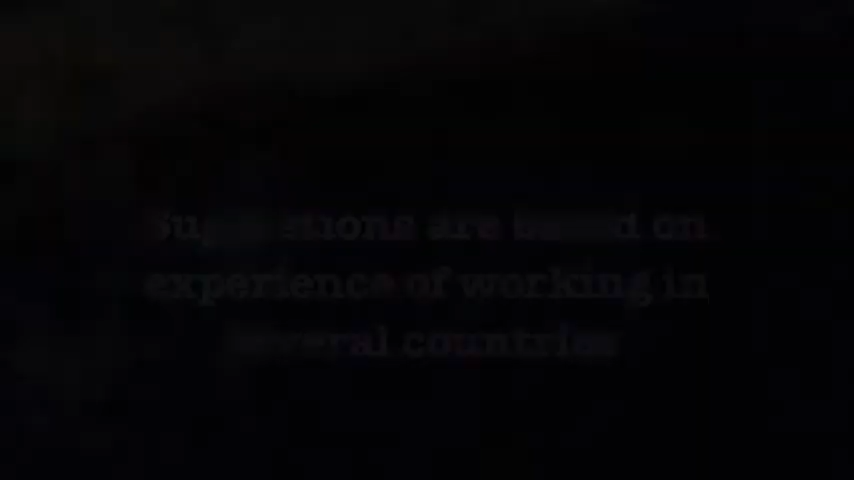 Suggestions are based on
experience of working in
several countries